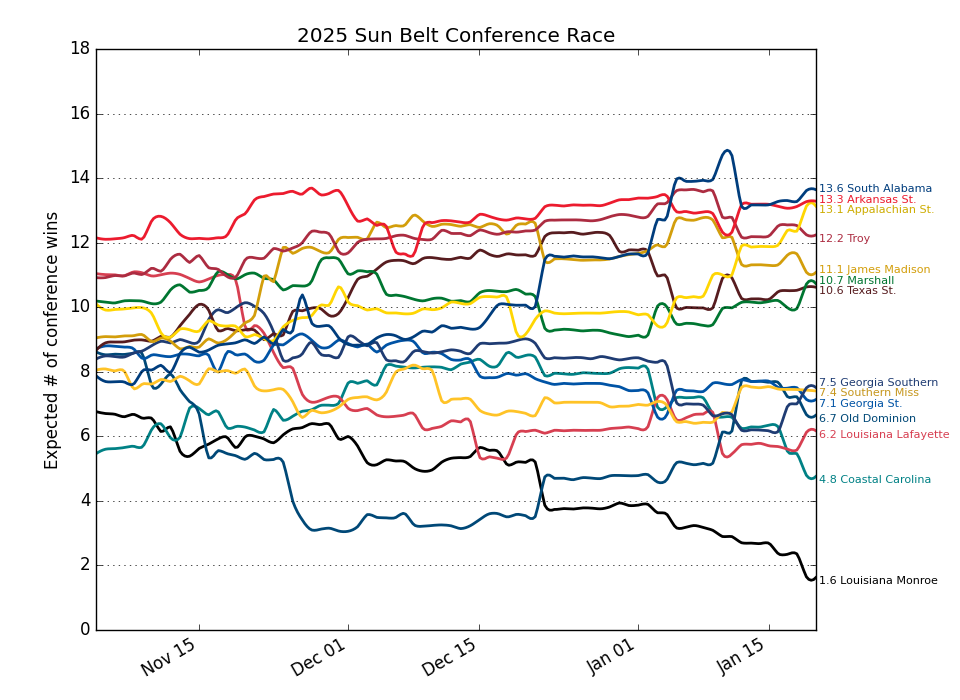 2025 Sun Belt Conference Race
Expected # of conference wins
18
16
14
12
10
8
6
4
2
0
Nov 15
Dec 01
Dec 15
Jan 01
Jan 15
13.6 South Alabama
13.3 Arkansas St.
13.1 Appalachian St.
12.2 Troy
11.1 James Madison
10.7 Marshall
10.6 Texas St.
7.5 Georgia Southern
7.4 Southern Miss
7.1 Georgia St.
6.7 Old Dominion
6.2 Louisiana Lafayette
4.8 Coastal Carolina
1.6 Louisiana Monroe